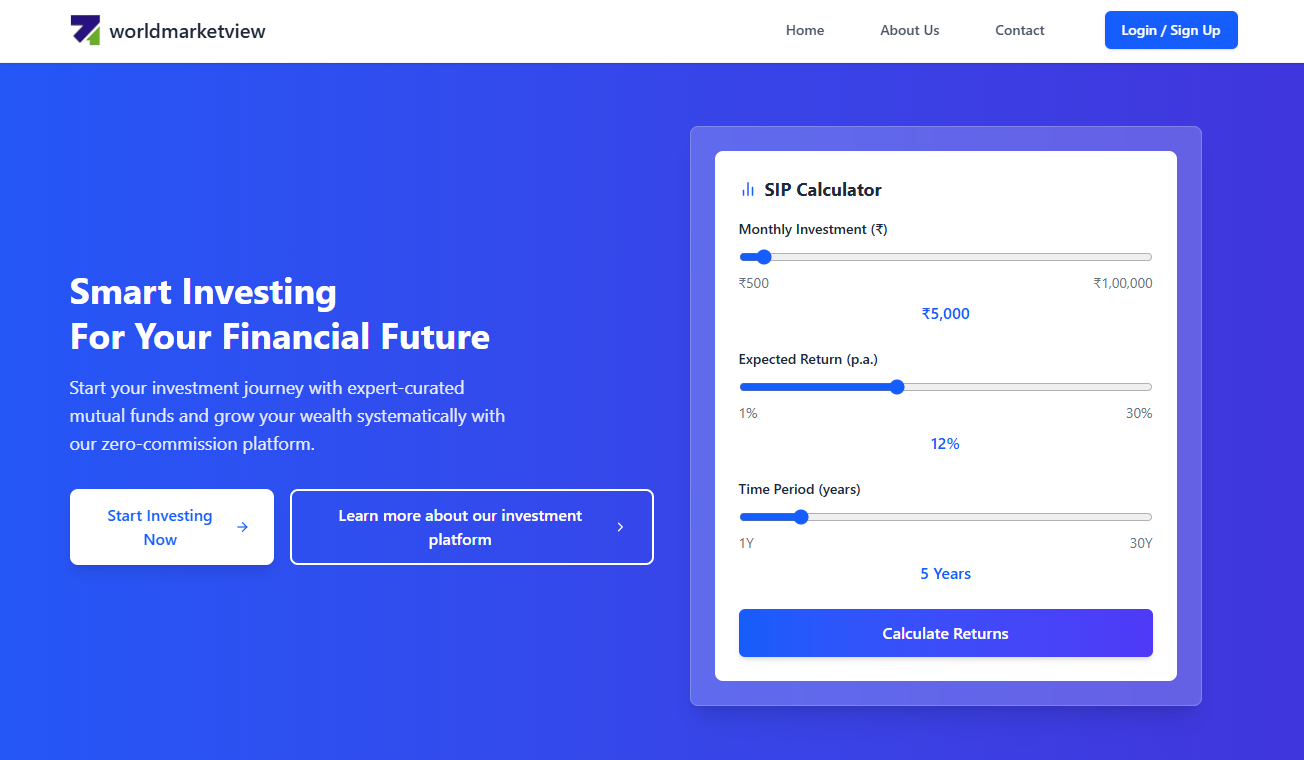 worldmarketview
Home
About Us
Contact
Login / Sign Up
Smart Investing
For Your Financial Future
Start your investment journey with expert-curated
mutual funds and grow your wealth systematically with
our zero-commission platform.
Start Investing
Now
Learn more about our investment
platform
SIP Calculator
Monthly Investment (₹)
₹500
₹1,00,000
₹5,000
Expected Return (p.a.)
1%
30%
12%
Time Period (years)
1Y
30Y
5 Years
Calculate Returns